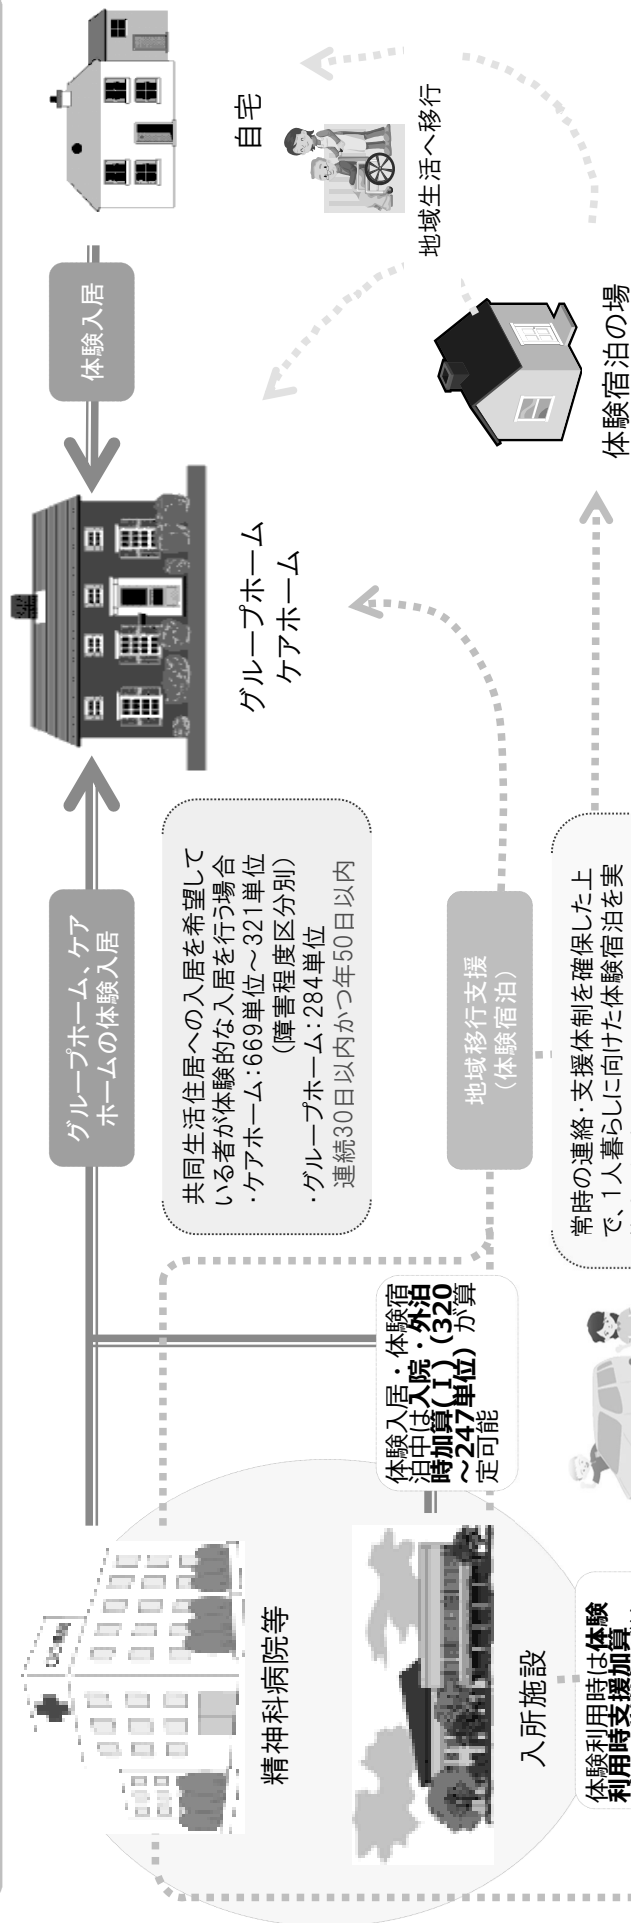 精神科病院等
入所施設
体験利用時は体験
利用時支援加算
体験入居・体験宿
泊中は入院・外泊
時加算(Ⅰ)（320
～247単位）が算
定可能
グループホーム、ケア
ホームの体験入居
共同生活住居への入居を希望して
いる者が体験的な入居を行う場合
・ケアホーム：669単位～321単位
（障害程度区分別）
・グループホーム：284単位
連続30日以内かつ年50日以内
地域移行支援
（体験宿泊）
常時の連絡・支援体制を確保した上
で、1人暮らしに向けた体験宿泊を実
グループホーム
ケアホーム
体験入居
自宅
地域生活へ移行
体験宿泊の場